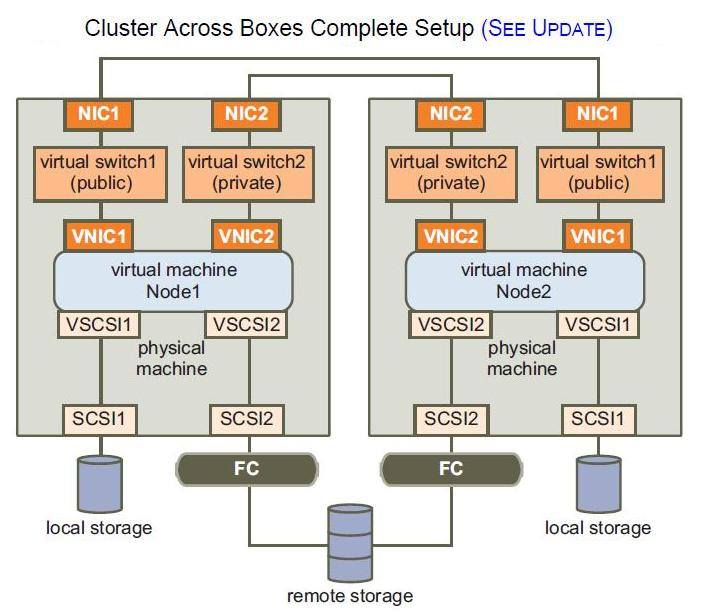 Cluster Across Boxes Complete Setup (SEE UPDATE)
NIC1
NIC2
NIC2
NIC1
virtual switch1
(public)
virtual switch2
(private)
virtual switch2
(private)
virtual switch1
(public)
VNIC1
VNIC2
VNIC2
VNIC1
virtual machine
Node1
virtual machine
Node2
VSCSI1
VSCSI2
VSCSI2
VSCSI1
physical
machine
physical
machine
SCSI1
SCSI2
SCSI2
SCSI1
FC
FC
local storage
local storage
remote storage